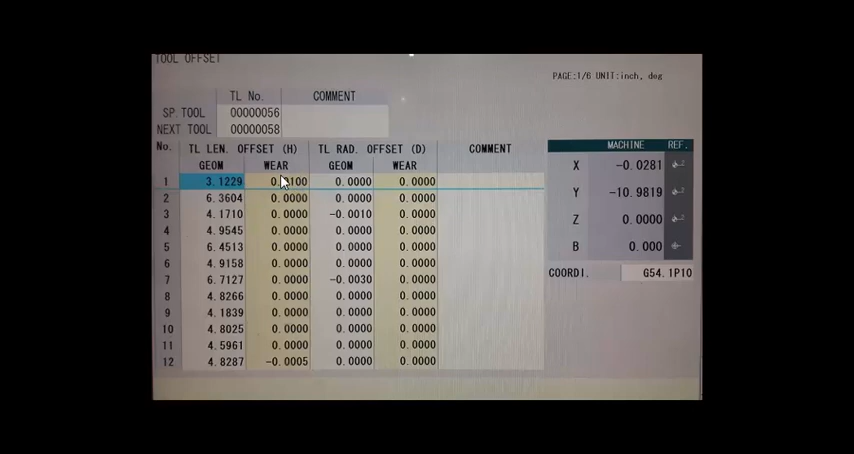 TOOL OFFSET
PAGE:1/6 UNIT:inch, deg
TL No. COMMENT
SP. TOOL 00000056
NEXT TOOL 00000058
No. TL LEN. OFFSET (H) TL RAD. OFFSET (D) COMMENT
GEOM WEAR GEOM WEAR
1 3.1229 0.0000 0.0000
2 6.3604 0.0000 0.0000 0.0000
3 4.1710 0.0000 -0.0010 0.0000
4 4.9545 0.0000 0.0000 0.0000
5 6.4513 0.0000 0.0000 0.0000
6 4.9158 0.0000 0.0000 0.0000
7 6.7127 0.0000 -0.0030 0.0000
8 4.8266 0.0000 0.0000 0.0000
9 4.1839 0.0000 0.0000 0.0000
10 4.8025 0.0000 0.0000 0.0000
11 4.5961 0.0000 0.0000 0.0000
12 4.8287 -0.0005 0.0000 0.0000
MACHINE REF.
X -0.0281
Y -10.9819
Z 0.0000
B 0.000
COORDI. G54.1P10